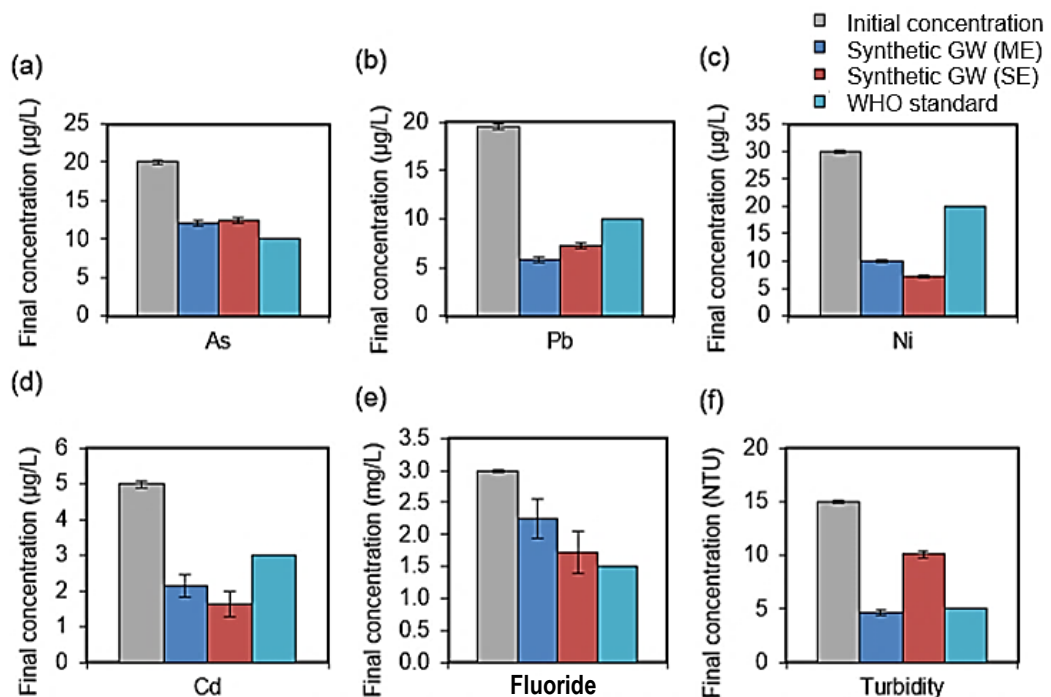 Initial concentration
Synthetic GW (ME)
Synthetic GW (SE)
WHO standard
(a)
Final concentration (µg/L)
25
20
15
10
5
0
As
(b)
Final concentration (µg/L)
20
15
10
5
0
Pb
(c)
Final concentration (µg/L)
35
30
25
20
15
10
5
0
Ni
(d)
Final concentration (µg/L)
6
5
4
3
2
1
0
Cd
(e)
Final concentration (mg/L)
3.5
3.0
2.5
2.0
1.5
1.0
0.5
0.0
Fluoride
(f)
Final concentration (NTU)
20
15
10
5
0
Turbidity